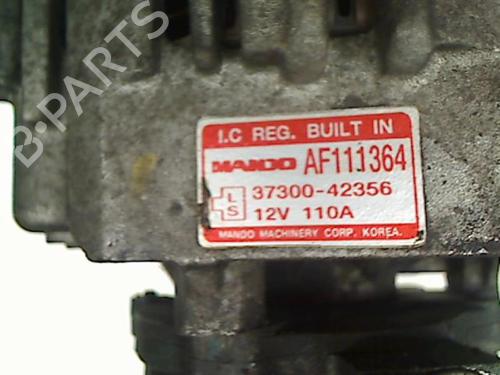 B-PARTS
I.C REG. BUILT IN
MANDO AF111364
L S 37300-42356
12V 110A
MANDO MACHINERY CORP. KOREA.